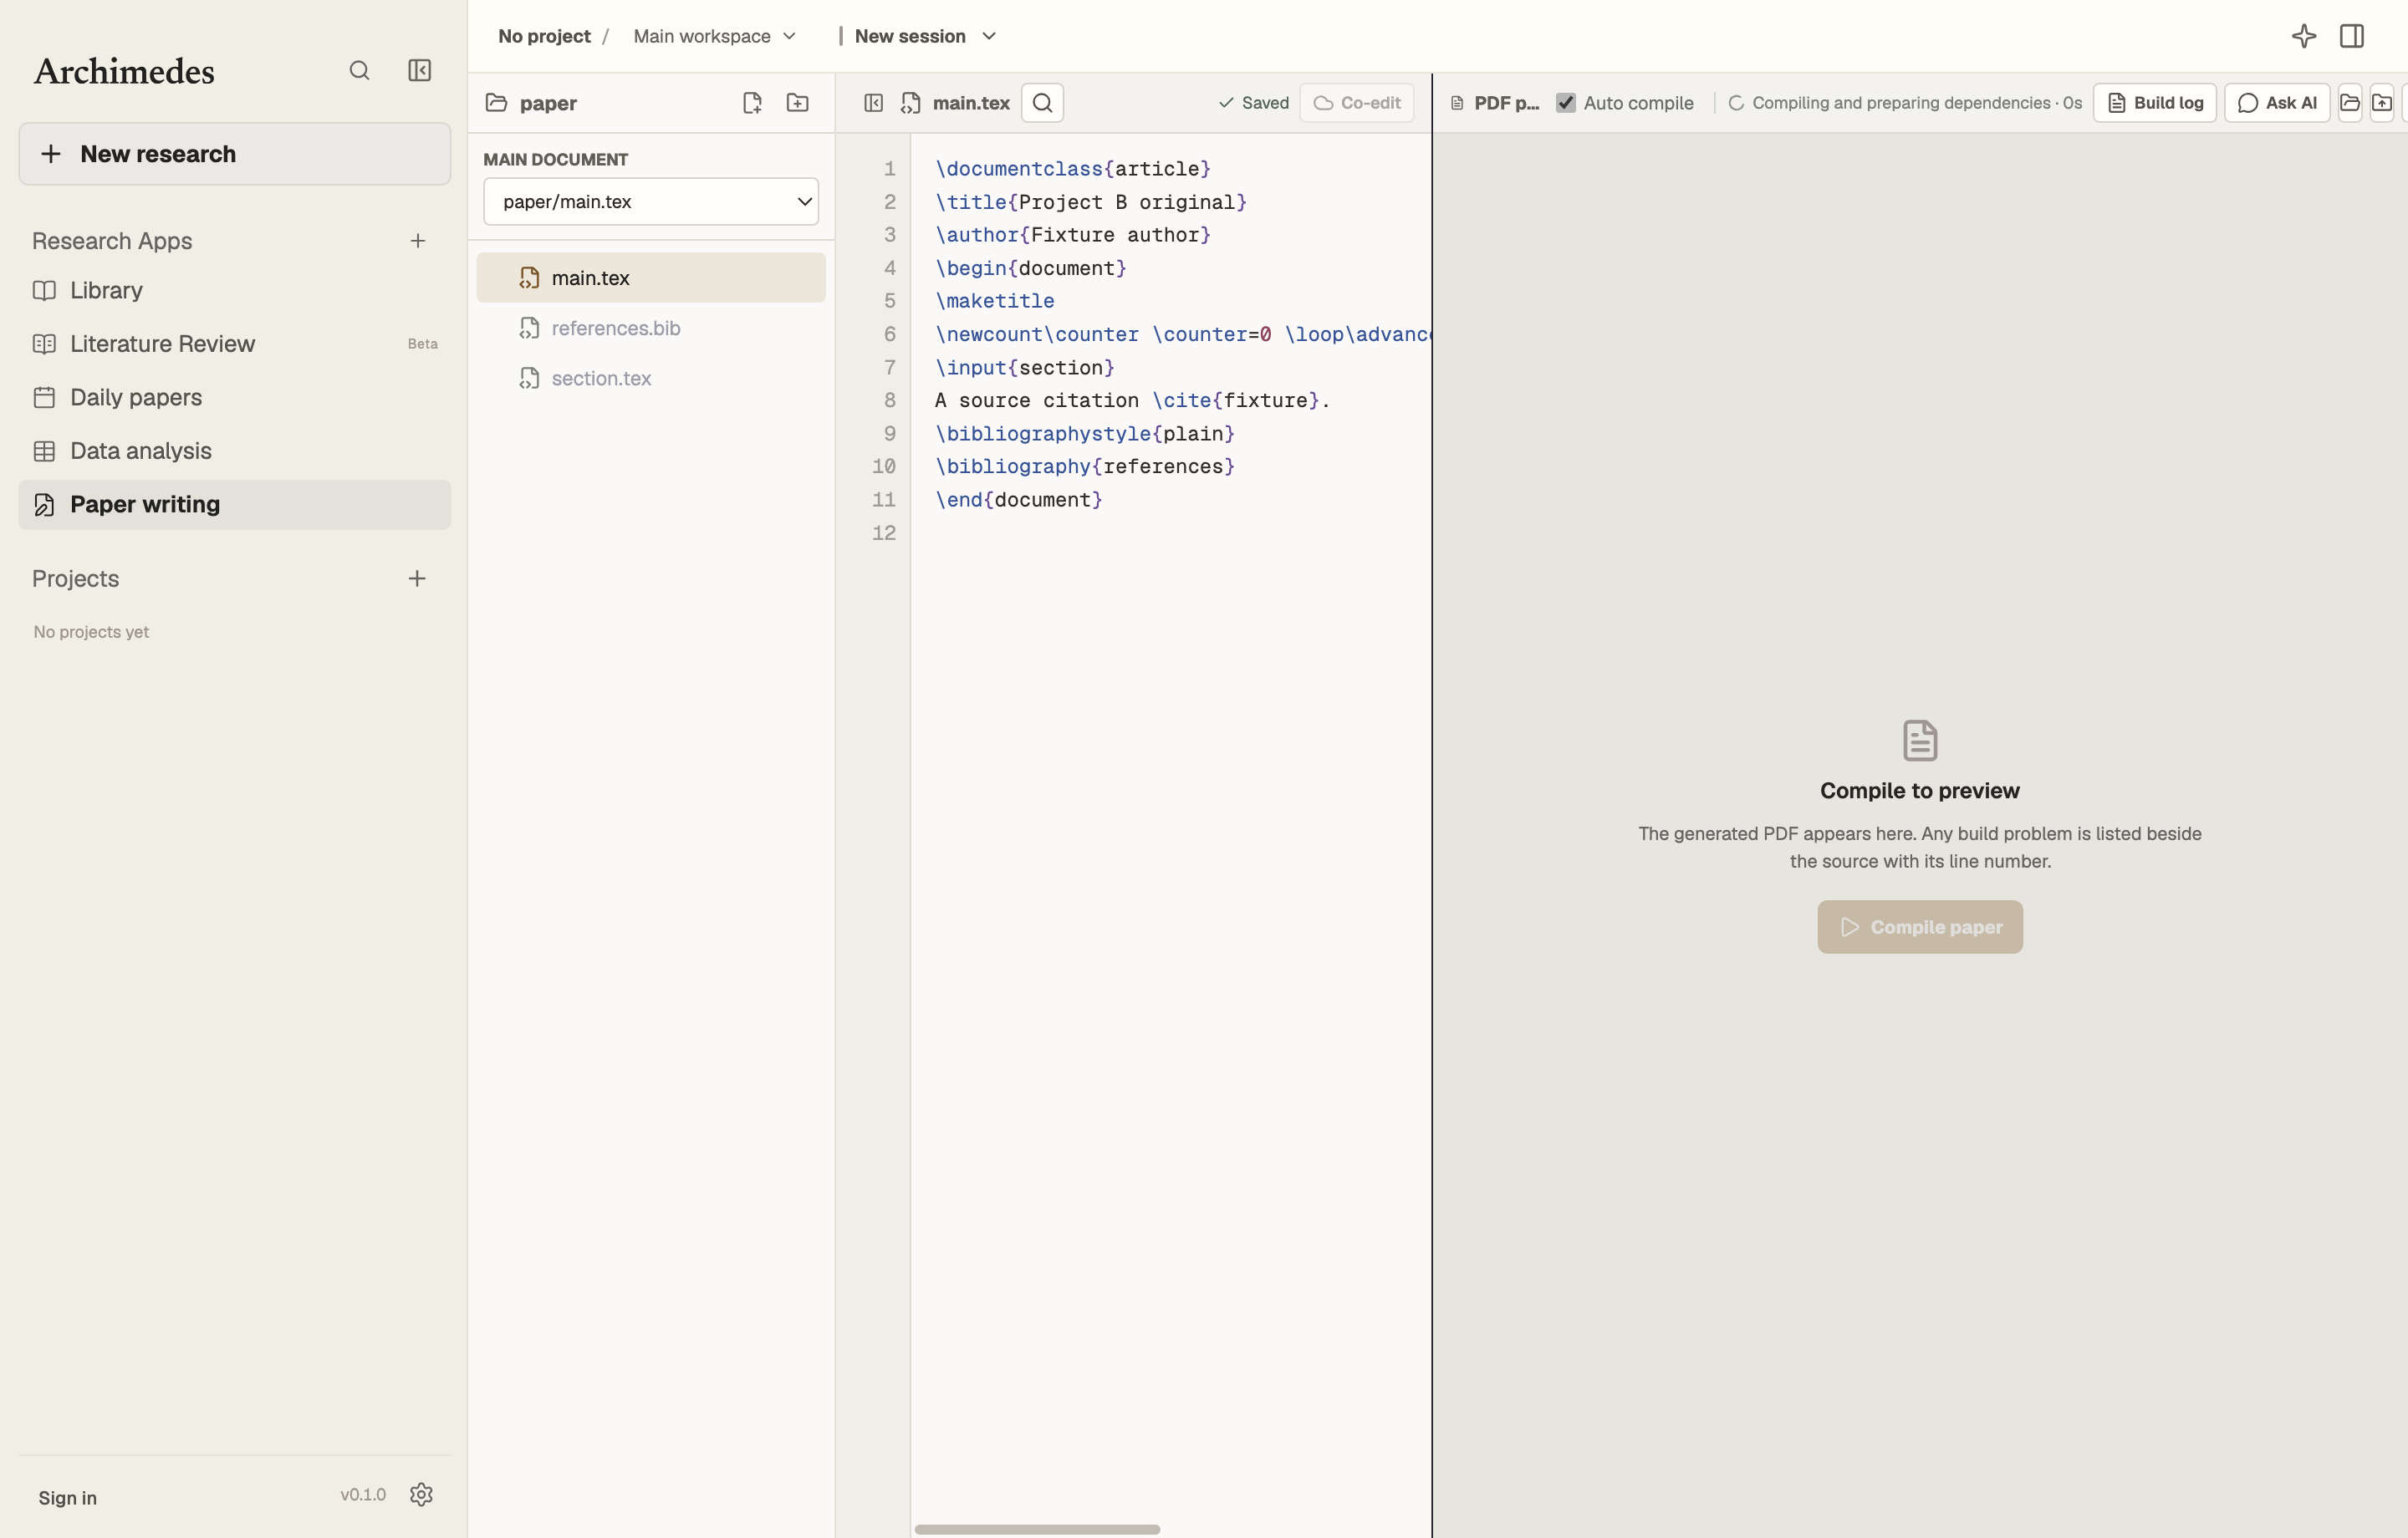 Archimedes
New research
Research Apps
Library
Literature Review Beta
Daily papers
Data analysis
Paper writing
Projects
No projects yet
Sign in v0.1.0
No project / Main workspace | New session
paper
MAIN DOCUMENT
paper/main.tex
main.tex
references.bib
section.tex
main.tex Saved Co-edit
1 \documentclass{article}
2 \title{Project B original}
3 \author{Fixture author}
4 \begin{document}
5 \maketitle
6 \newcount\counter \counter=0 \loop\advanc
7 \input{section}
8 A source citation \cite{fixture}.
9 \bibliographystyle{plain}
10 \bibliography{references}
11 \end{document}
12
PDF p... Auto compile Compiling and preparing dependencies · 0s Build log Ask AI
Compile to preview
The generated PDF appears here. Any build problem is listed beside
the source with its line number.
Compile paper